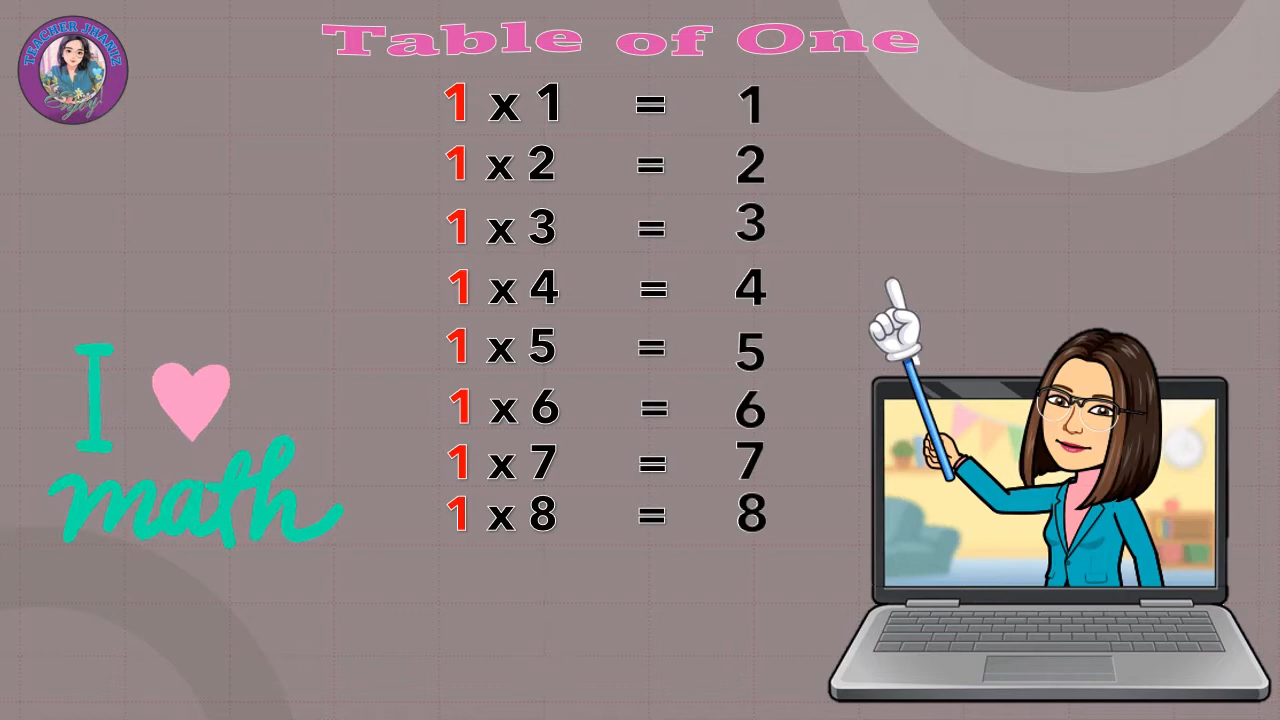 TEACHER JHANIZ
Enjoy!
Table of One
1 x 1 = 1
1 x 2 = 2
1 x 3 = 3
1 x 4 = 4
1 x 5 = 5
1 x 6 = 6
1 x 7 = 7
1 x 8 = 8
I
math